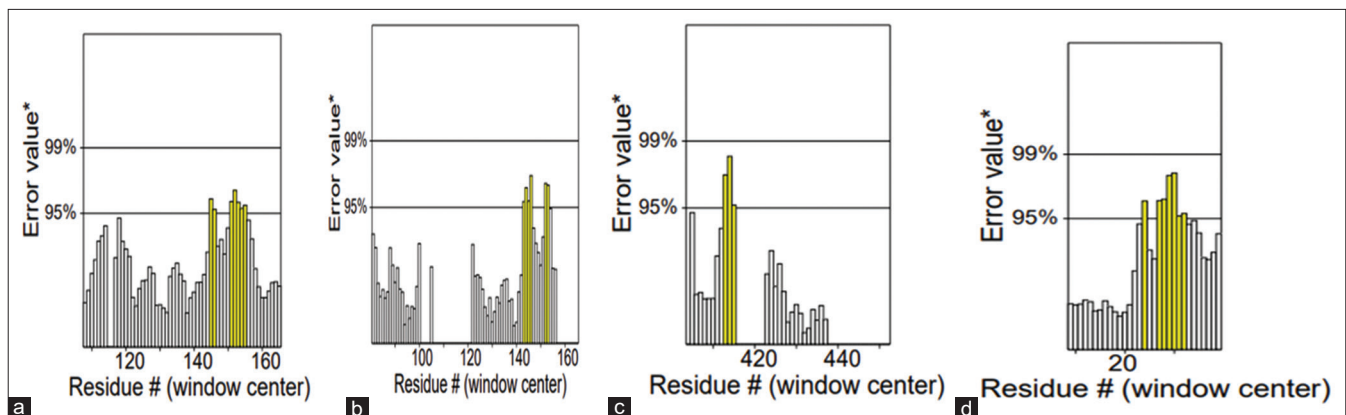 Error value*
99%
95%
120
140
160
Residue # (window center)
a
Error value*
99%
95%
100
120
140
160
Residue # (window center)
b
Error value*
99%
95%
420
440
Residue # (window center)
c
Error value*
99%
95%
20
Residue # (window center)
d